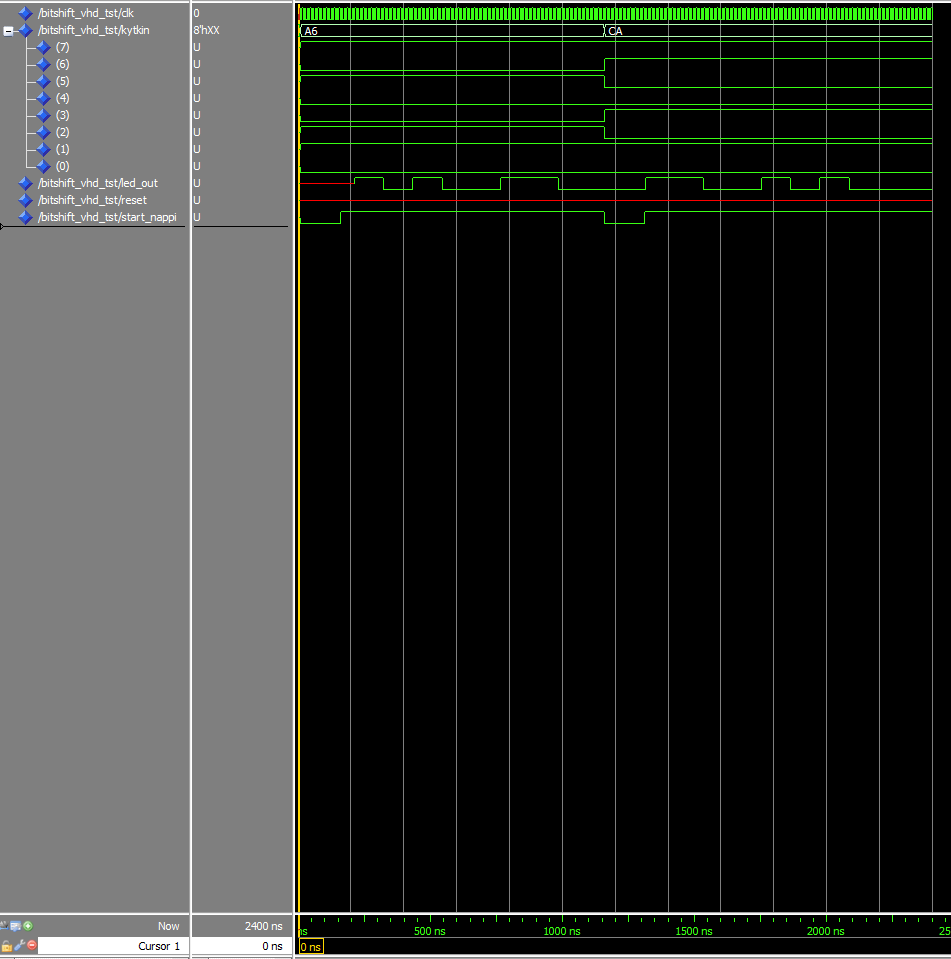 /bitshift_vhd_tst/clk 0
/bitshift_vhd_tst/kytkin 8'hXX A6 CA
(7) U
(6) U
(5) U
(4) U
(3) U
(2) U
(1) U
(0) U
/bitshift_vhd_tst/led_out U
/bitshift_vhd_tst/reset U
/bitshift_vhd_tst/start_nappi U
Now 2400 ns ns 500 ns 1000 ns 1500 ns 2000 ns 25
Cursor 1 0 ns 0 ns